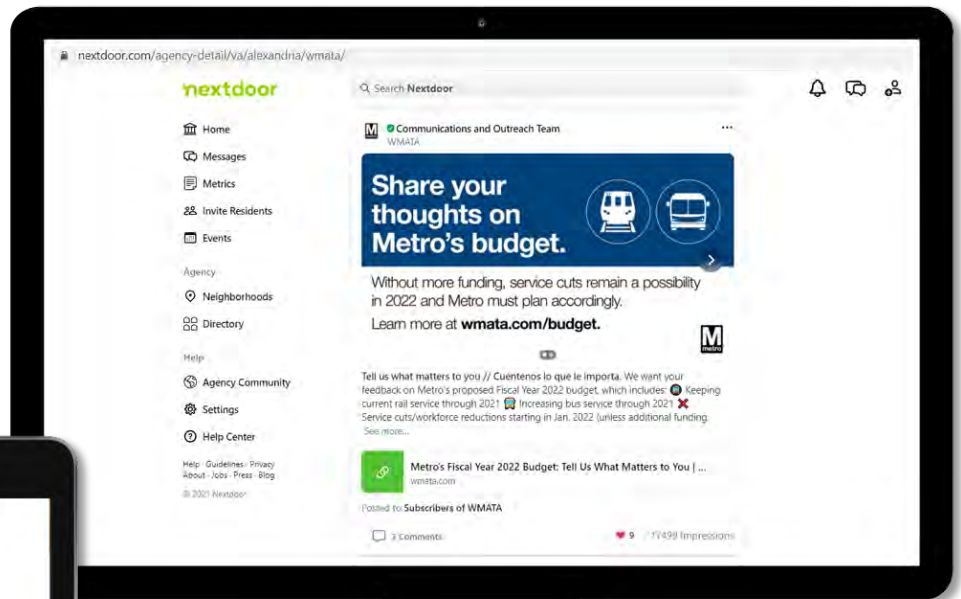 nextdoor.com/agency-detail/va/alexandria/wmata/
nextdoor
Search Nextdoor
Home
Messages
Metrics
Invite Residents
Events
Agency
Neighborhoods
Directory
Help
Agency Community
Settings
Help Center
Help · Guidelines · Privacy
About · Jobs · Press · Blog
© 2021 Nextdoor
M
Communications and Outreach Team
WMATA
Share your
thoughts on
Metro's budget.
Without more funding, service cuts remain a possibility
in 2022 and Metro must plan accordingly.
Learn more at wmata.com/budget.
M
metro
Tell us what matters to you // Cuéntenos lo que le importa. We want your
feedback on Metro's proposed Fiscal Year 2022 budget, which includes: Keeping
current rail service through 2021 Increasing bus service through 2021
Service cuts/workforce reductions starting in Jan. 2022 (unless additional funding
See more...
Metro's Fiscal Year 2022 Budget: Tell Us What Matters to You | ...
wmata.com
Posted to Subscribers of WMATA
3 Comments
9
17499 Impressions